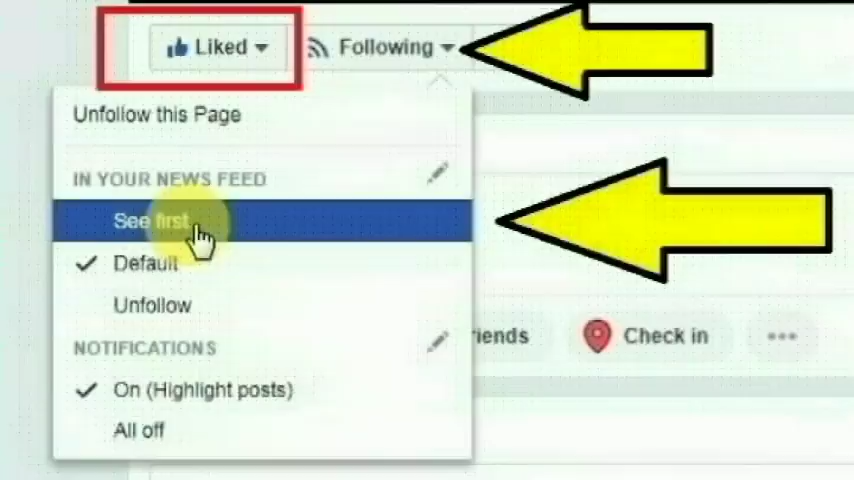 Liked
Following
Unfollow this Page
IN YOUR NEWS FEED
See first
Default
Unfollow
NOTIFICATIONS
riends
Check in
On (Highlight posts)
All off